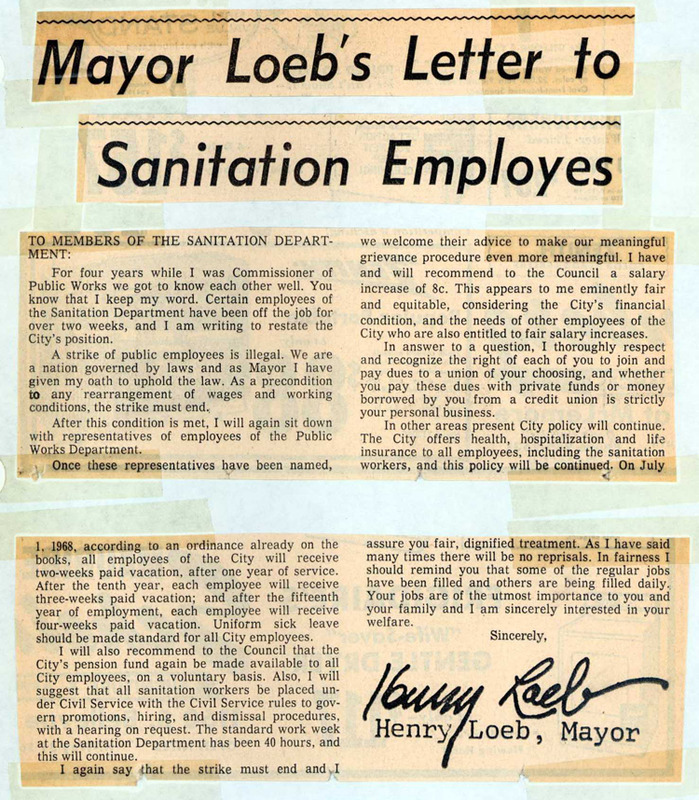 Mayor Loeb's Letter to
Sanitation Employes
TO MEMBERS OF THE SANITATION DEPART-
MENT:
For four years while I was Commissioner of
Public Works we got to know each other well. You
know that I keep my word. Certain employees of
the Sanitation Department have been off the job for
over two weeks, and I am writing to restate the
City's position.
A strike of public employees is illegal. We are
a nation governed by laws and as Mayor I have
given my oath to uphold the law. As a precondition
to any rearrangement of wages and working
conditions, the strike must end.
After this condition is met, I will again sit down
with representatives of employees of the Public
Works Department.
Once these representatives have been named,
we welcome their advice to make our meaningful
grievance procedure even more meaningful. I have
and will recommend to the Council a salary
increase of 8c. This appears to me eminently fair
and equitable, considering the City's financial
condition, and the needs of other employees of the
City who are also entitled to fair salary increases.
In answer to a question, I thoroughly respect
and recognize the right of each of you to join and
pay dues to a union of your choosing, and whether
you pay these dues with private funds or money
borrowed by you from a credit union is strictly
your personal business.
In other areas present City policy will continue.
The City offers health, hospitalization and life
insurance to all employees, including the sanitation
workers, and this policy will be continued. On July
1, 1968, according to an ordinance already on the
books, all employees of the City will receive
two-weeks paid vacation, after one year of service.
After the tenth year, each employee will receive
three-weeks paid vacation; and after the fifteenth
year of employment, each employee will receive
four-weeks paid vacation. Uniform sick leave
should be made standard for all City employees.
I will also recommend to the Council that the
City's pension fund again be made available to all
City employees, on a voluntary basis. Also, I will
suggest that all sanitation workers be placed un-
der Civil Service with the Civil Service rules to gov-
ern promotions, hiring, and dismissal procedures,
with a hearing on request. The standard work week
at the Sanitation Department has been 40 hours, and
this will continue.
I again say that the strike must end and I
assure you fair, dignified treatment. As I have said
many times there will be no reprisals. In fairness I
should remind you that some of the regular jobs
have been filled and others are being filled daily.
Your jobs are of the utmost importance to you and
your family and I am sincerely interested in your
welfare.
Sincerely,
Henry Loeb
Henry Loeb, Mayor